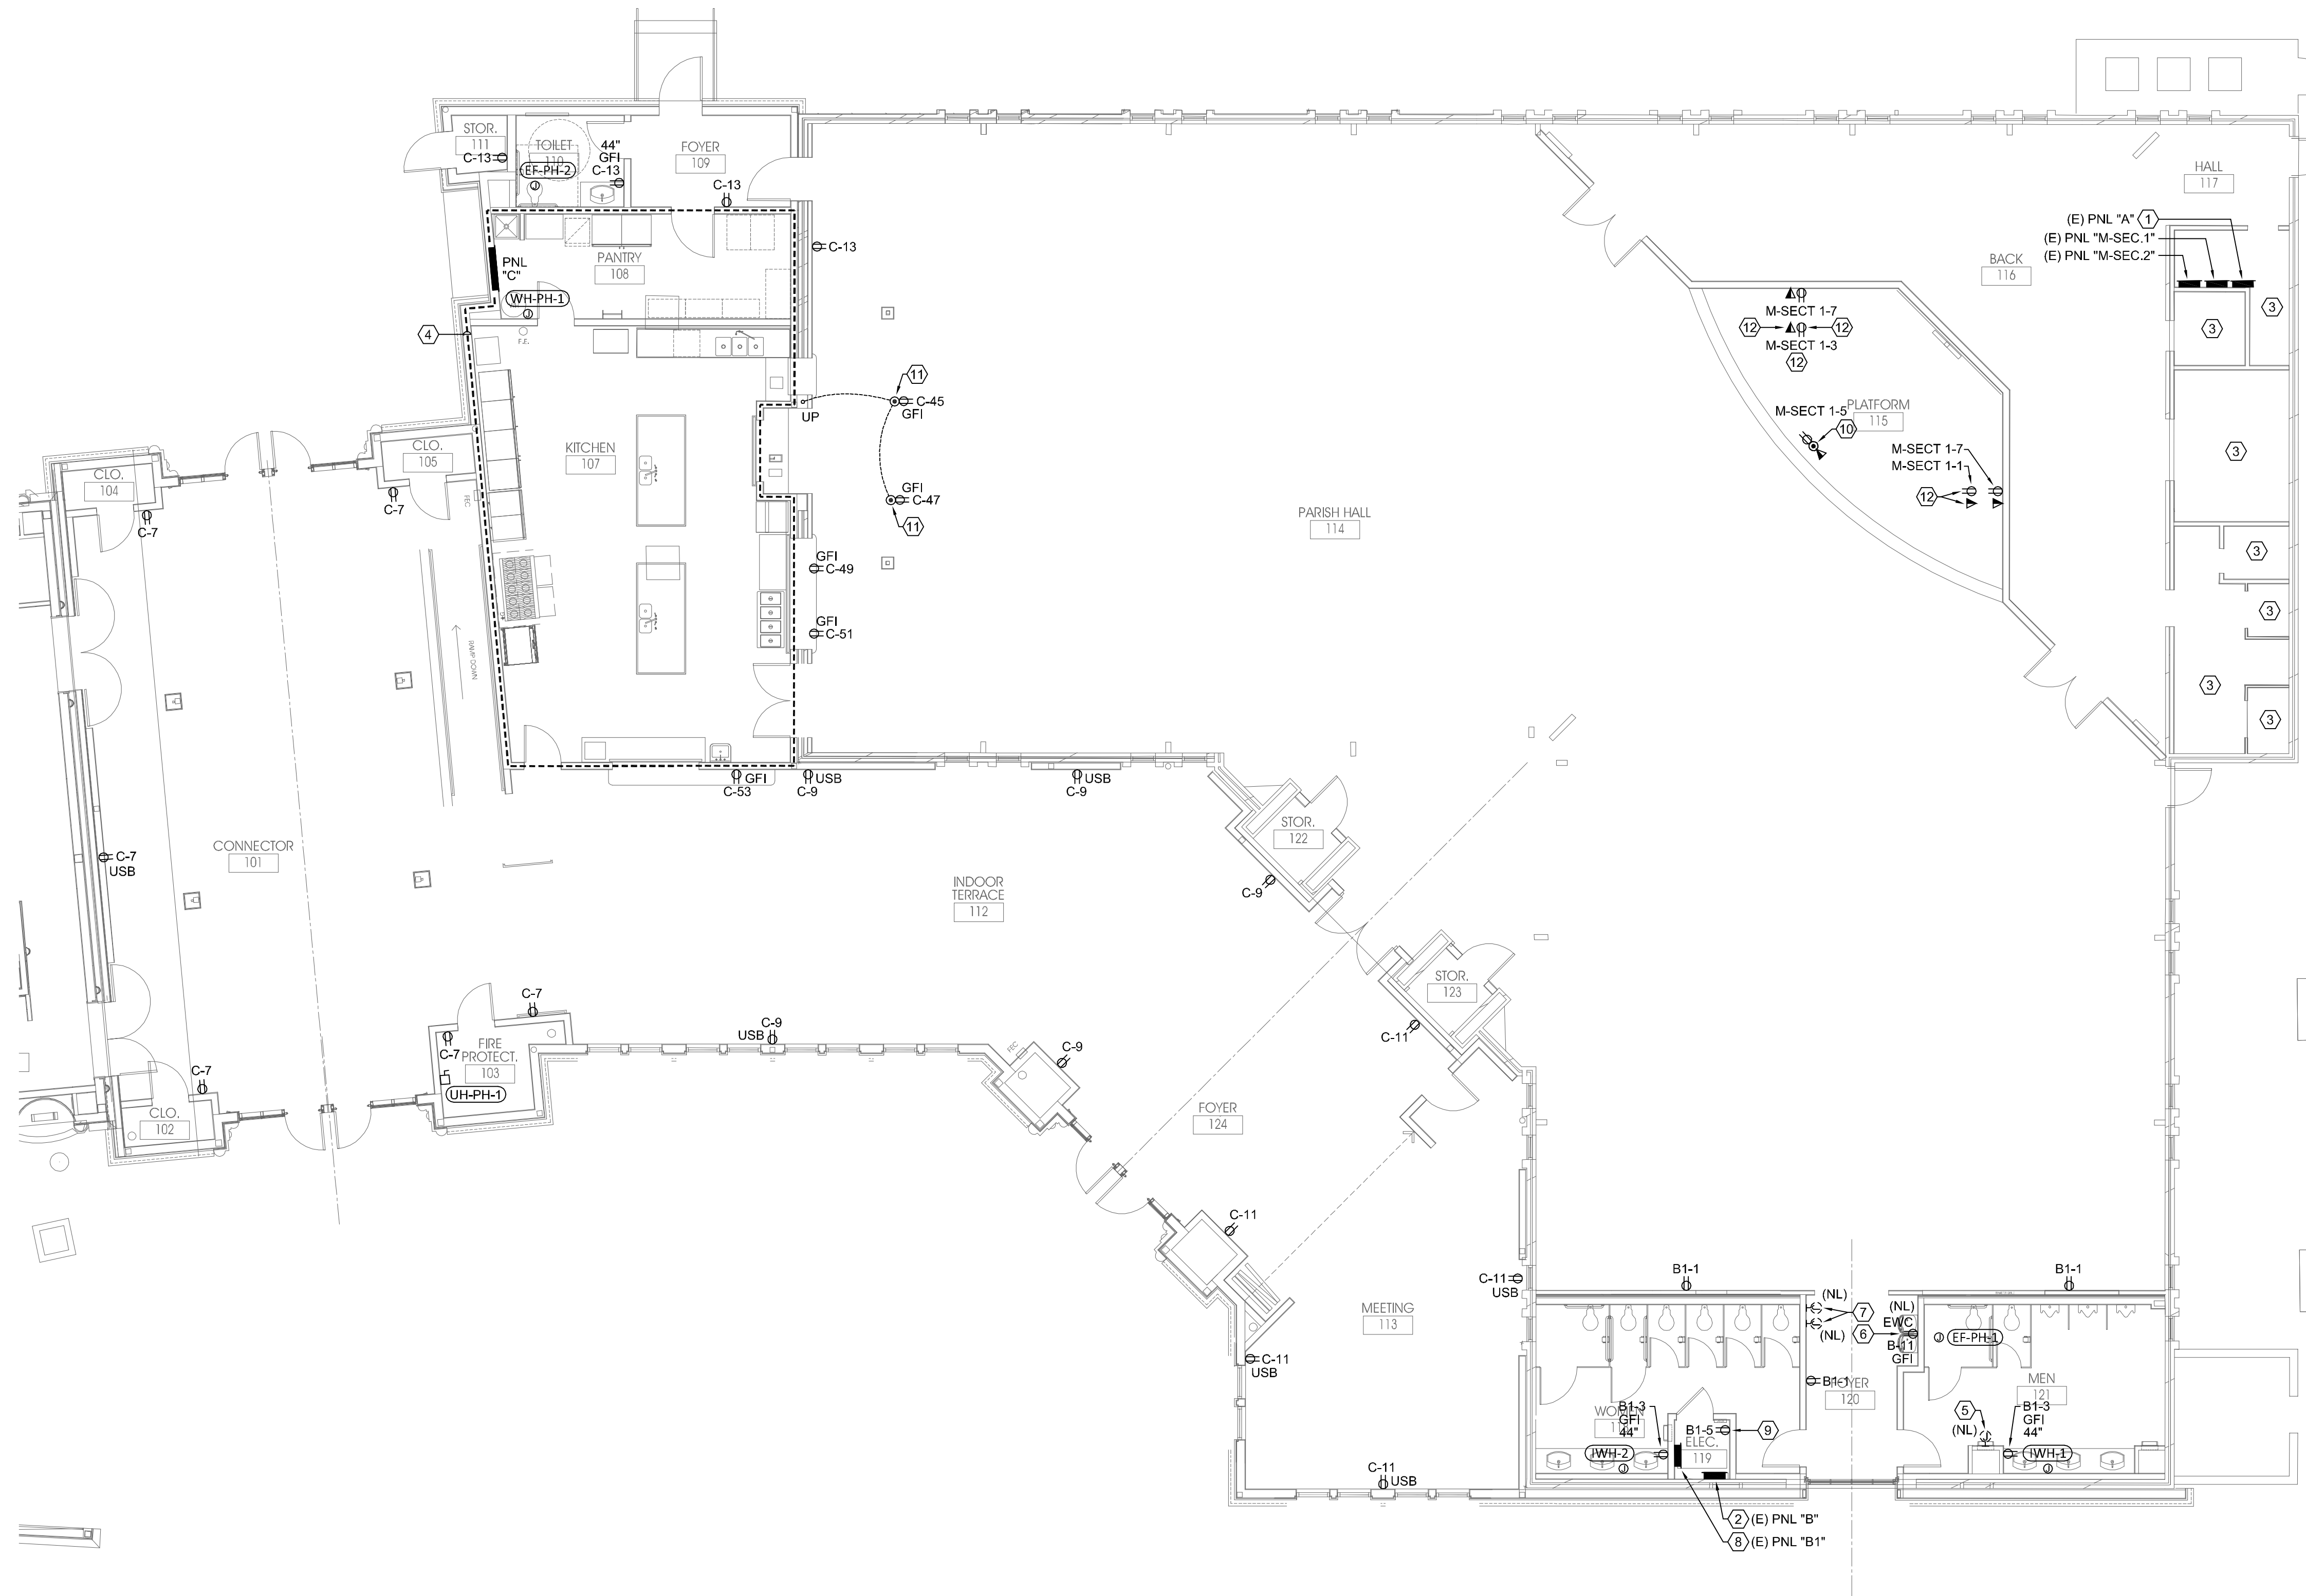 STOR.
111
C-13
TOILET
110
EF-PH-2
44"
GFI
C-13
FOYER
109
C-13
C-13
HALL
117
(E) PNL "A"
1
(E) PNL "M-SEC.1"
(E) PNL "M-SEC.2"
BACK
116
3
3
3
3
3
3
3
PNL
"C"
PANTRY
108
WH-PH-1
F.E.
4
M-SECT 1-7
12
12
M-SECT 1-3
12
11
C-45
GFI
UP
M-SECT 1-5
PLATFORM
115
10
M-SECT 1-7
M-SECT 1-1
12
KITCHEN
107
GFI
C-47
11
PARISH HALL
114
GFI
C-49
GFI
C-51
CLO.
105
FEC
C-7
CLO.
104
C-7
RAMP DOWN
GFI
C-53
USB
C-9
USB
C-9
CONNECTOR
101
C-7
USB
STOR.
122
C-9
INDOOR
TERRACE
112
STOR.
123
C-11
C-7
C-7
FIRE
PROTECT.
103
UH-PH-1
C-9
USB
FEC
C-9
C-7
CLO.
102
FOYER
124
C-11
C-11
USB
MEETING
113
C-11
USB
C-11
USB
B1-1
B1-1
(NL)
7
(NL)
(NL)
EWC
6
B-11
GFI
EF-PH-1
B1-1
FOYER
120
MEN
121
B1-3
GFI
44"
5
(NL)
IWH-1
WOMEN
B1-3
GFI
44"
IWH-2
B1-5
9
ELEC.
119
2
(E) PNL "B"
8
(E) PNL "B1"